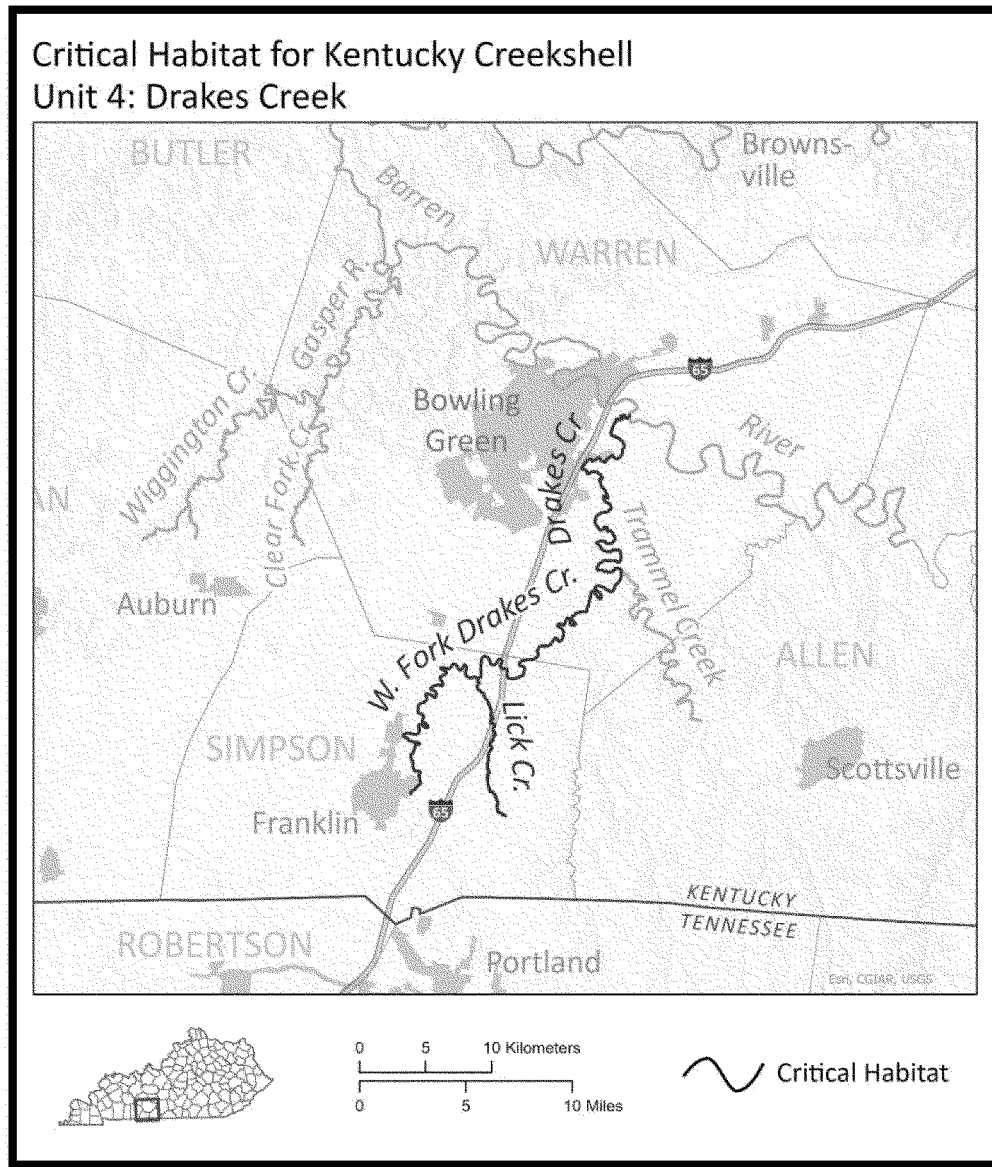 Critical Habitat for Kentucky Creekshell
Unit 4: Drakes Creek
BUTLER
Browns-
ville
Barren
WARREN
Gasper R.
65
Wiggington Cr.
Clear Fork Cr.
Bowling
Green
River
Drakes Cr
AN
Trammel Creek
Auburn
W. Fork Drakes Cr.
ALLEN
Lick Cr.
SIMPSON
Scottsville
Franklin
65
KENTUCKY
TENNESSEE
ROBERTSON
Portland
Esri, CGIAR, USGS
0 5 10 Kilometers
0 5 10 Miles
Critical Habitat